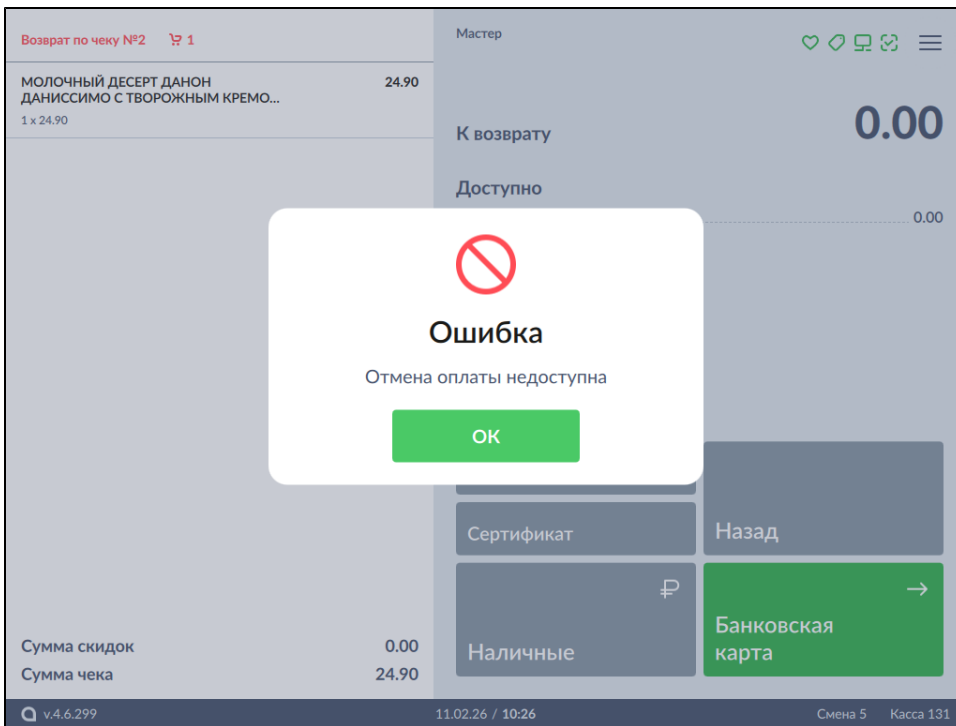 Возврат по чеку №2 1
МОЛОЧНЫЙ ДЕСЕРТ ДАНОН 24.90
ДАНИССИМО С ТВОРОЖНЫМ КРЕМО...
1 x 24.90
Мастер
К возврату 0.00
Доступно
0.00
Ошибка
Отмена оплаты недоступна
ОК
Сертификат
Назад
Наличные
Банковская
карта
Сумма скидок 0.00
Сумма чека 24.90
v.4.6.299 11.02.26 / 10:26 Смена 5 Касса 131